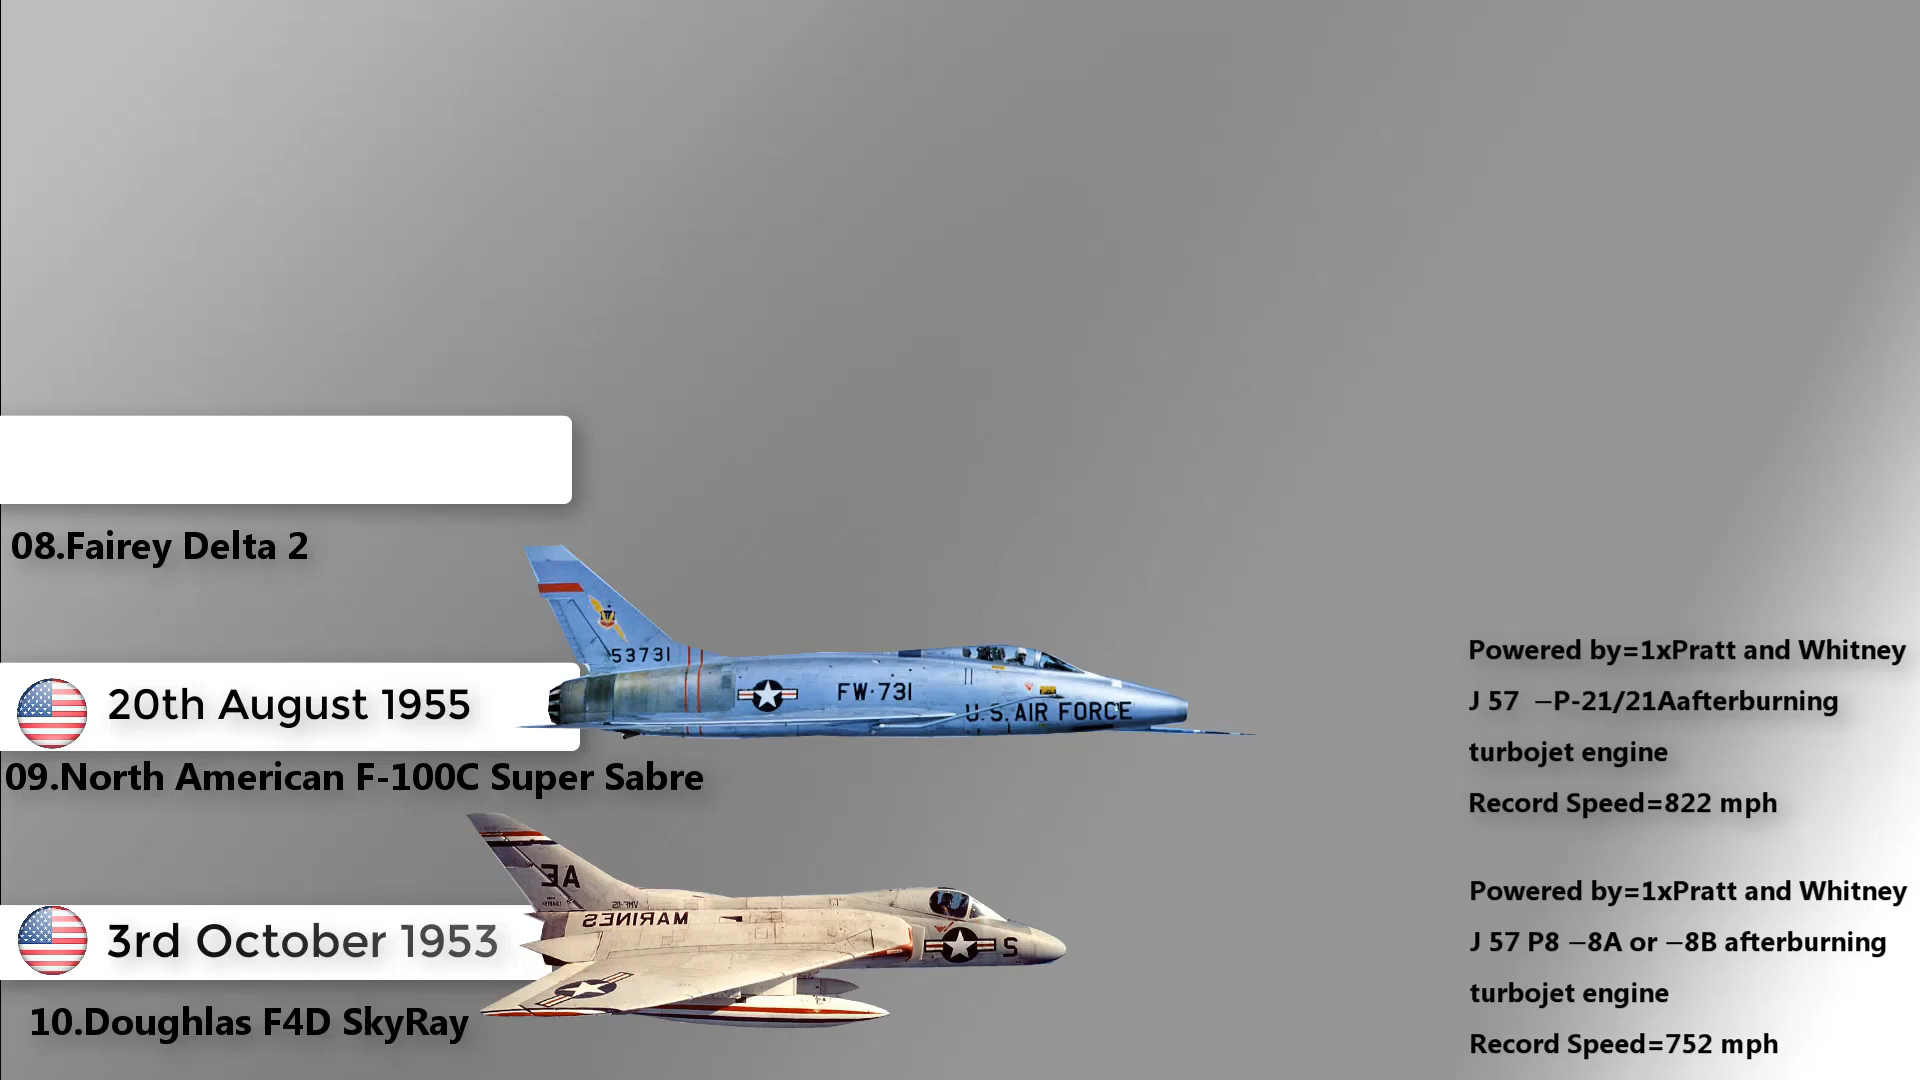 08.Fairey Delta 2
53731
FW-731
U.S. AIR FORCE
20th August 1955
09.North American F-100C Super Sabre
Powered by=1xPratt and Whitney
J 57 –P-21/21Aafterburning
turbojet engine
Record Speed=822 mph
AE
VMF-115
MARINES
S
3rd October 1953
10.Doughlas F4D SkyRay
Powered by=1xPratt and Whitney
J 57 P8 –8A or –8B afterburning
turbojet engine
Record Speed=752 mph